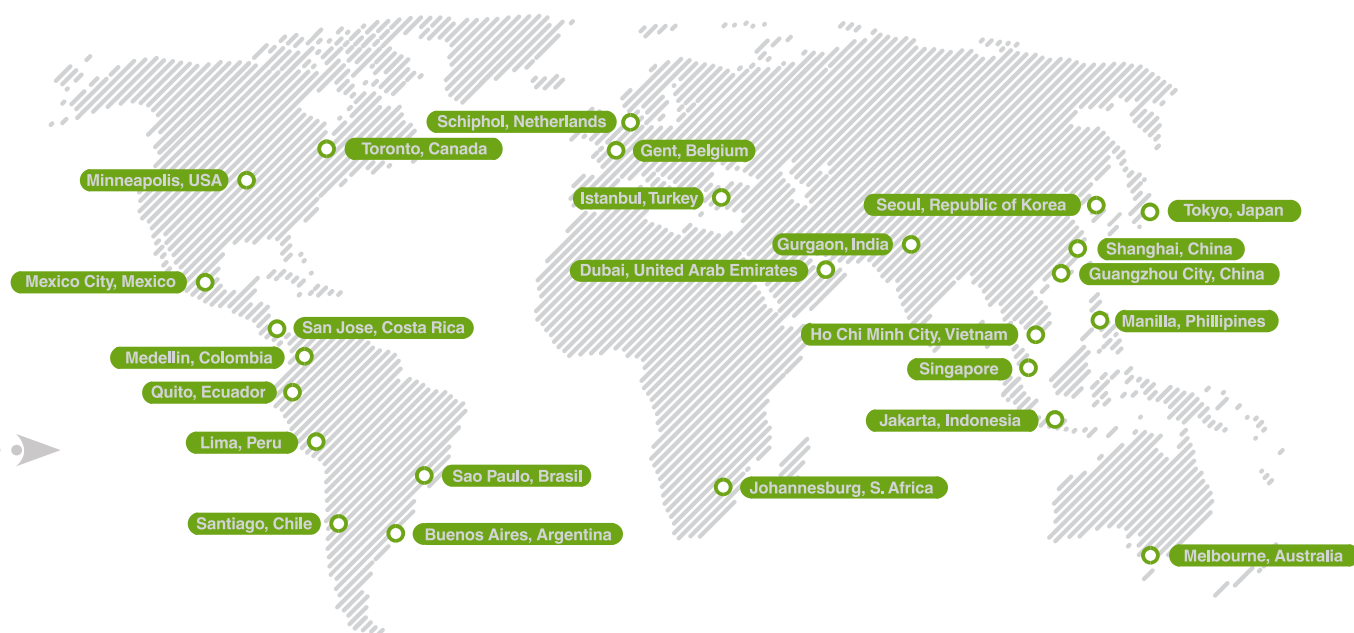 Schiphol, Netherlands
Toronto, Canada
Gent, Belgium
Minneapolis, USA
Istanbul, Turkey
Seoul, Republic of Korea
Tokyo, Japan
Gurgaon, India
Shanghai, China
Dubai, United Arab Emirates
Guangzhou City, China
Mexico City, Mexico
San Jose, Costa Rica
Manilla, Phillipines
Ho Chi Minh City, Vietnam
Medellin, Colombia
Singapore
Quito, Ecuador
Jakarta, Indonesia
Lima, Peru
Sao Paulo, Brasil
Johannesburg, S. Africa
Santiago, Chile
Buenos Aires, Argentina
Melbourne, Australia